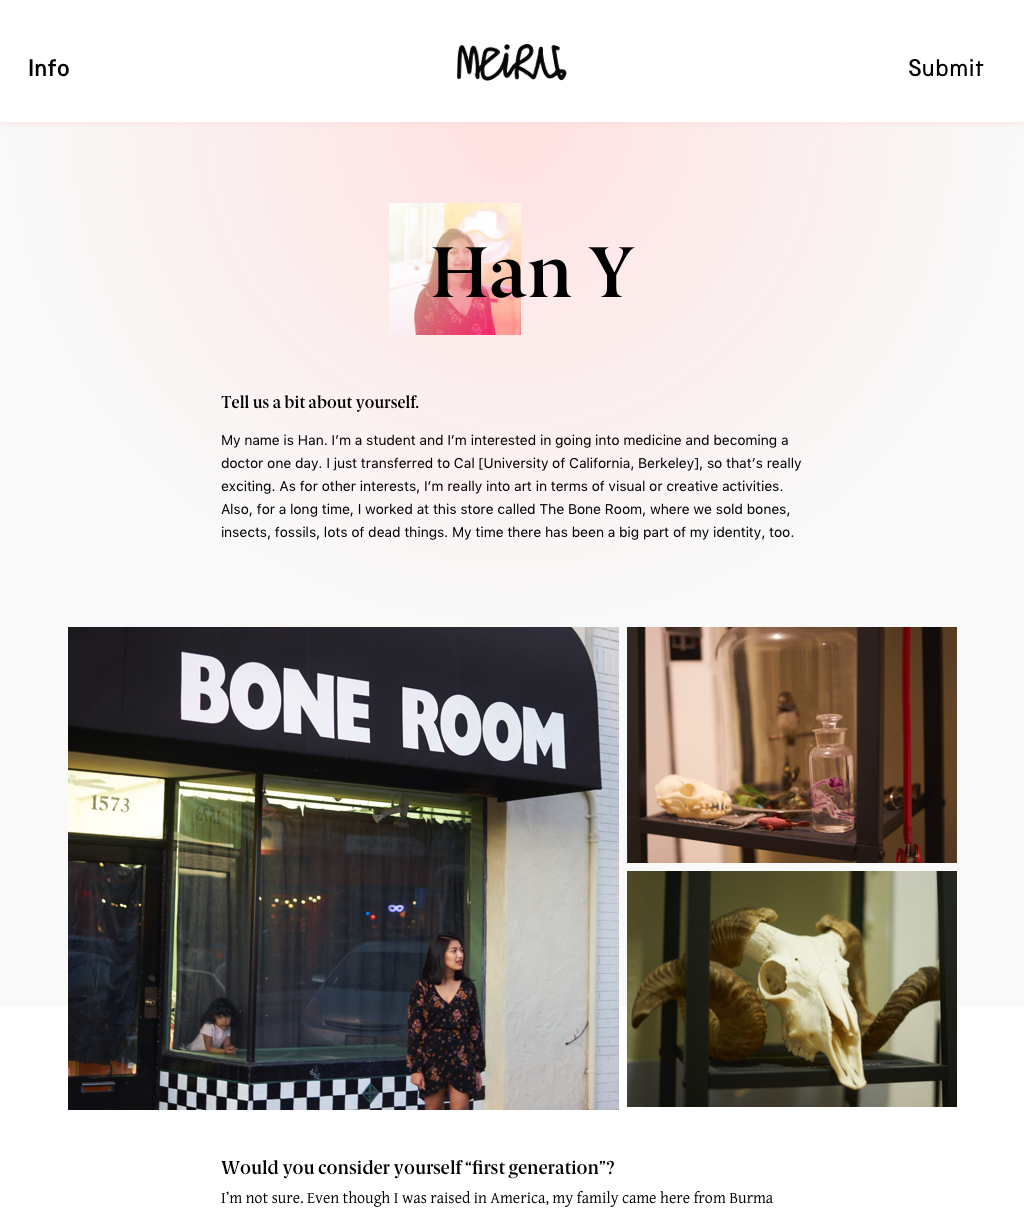 Info
MEiRU
Submit
Han Y
Tell us a bit about yourself.
My name is Han. I’m a student and I’m interested in going into medicine and becoming a
doctor one day. I just transferred to Cal [University of California, Berkeley], so that’s really
exciting. As for other interests, I’m really into art in terms of visual or creative activities.
Also, for a long time, I worked at this store called The Bone Room, where we sold bones,
insects, fossils, lots of dead things. My time there has been a big part of my identity, too.
BONE ROOM
1573
Would you consider yourself “first generation”?
I’m not sure. Even though I was raised in America, my family came here from Burma